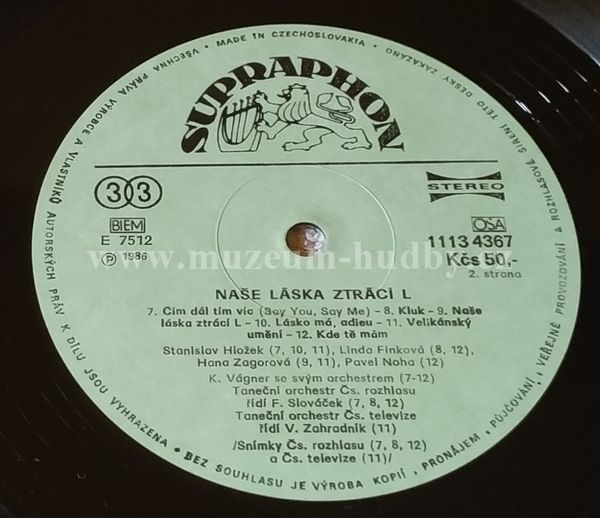 VŠECHNA PRÁVA VÝROBCE A VLASTNÍKŮ AUTORSKÝCH PRÁV K DÍLU JSOU VYHRAZENA • BEZ SOUHLASU JE VÝROBA KOPIÍ, PRONÁJEM, PŮJČOVÁNÍ, VEŘEJNÉ PROVOZOVÁNÍ A ROZHLASOVÉ ŠÍŘENÍ TÉTO DESKY ZAKÁZÁNO
• MADE IN CZECHOSLOVAKIA •
SUPRAPHON
33
STEREO
BIEM
OSA
E 7512
1113 4367
Ⓟ 1986
Kčs 50,-
2. strana
www.muzeum-hudby.
NAŠE LÁSKA ZTRÁCÍ L
7. Čím dál tím víc (Say You, Say Me) - 8. Kluk - 9. Naše
láska ztrácí L - 10. Lásko má, adieu - 11. Velikánský
umění - 12. Kde tě mám
Stanislav Hložek (7, 10, 11), Linda Finková (8, 12),
Hana Zagorová (9, 11), Pavel Noha (12)
K. Vágner se svým orchestrem (7-12)
Taneční orchestr Čs. rozhlasu
řídí F. Slováček (7, 8, 12)
Taneční orchestr Čs. televize
řídí V. Zahradník (11)
/Snímky Čs. rozhlasu (7, 8, 12)
a Čs. televize (11)/